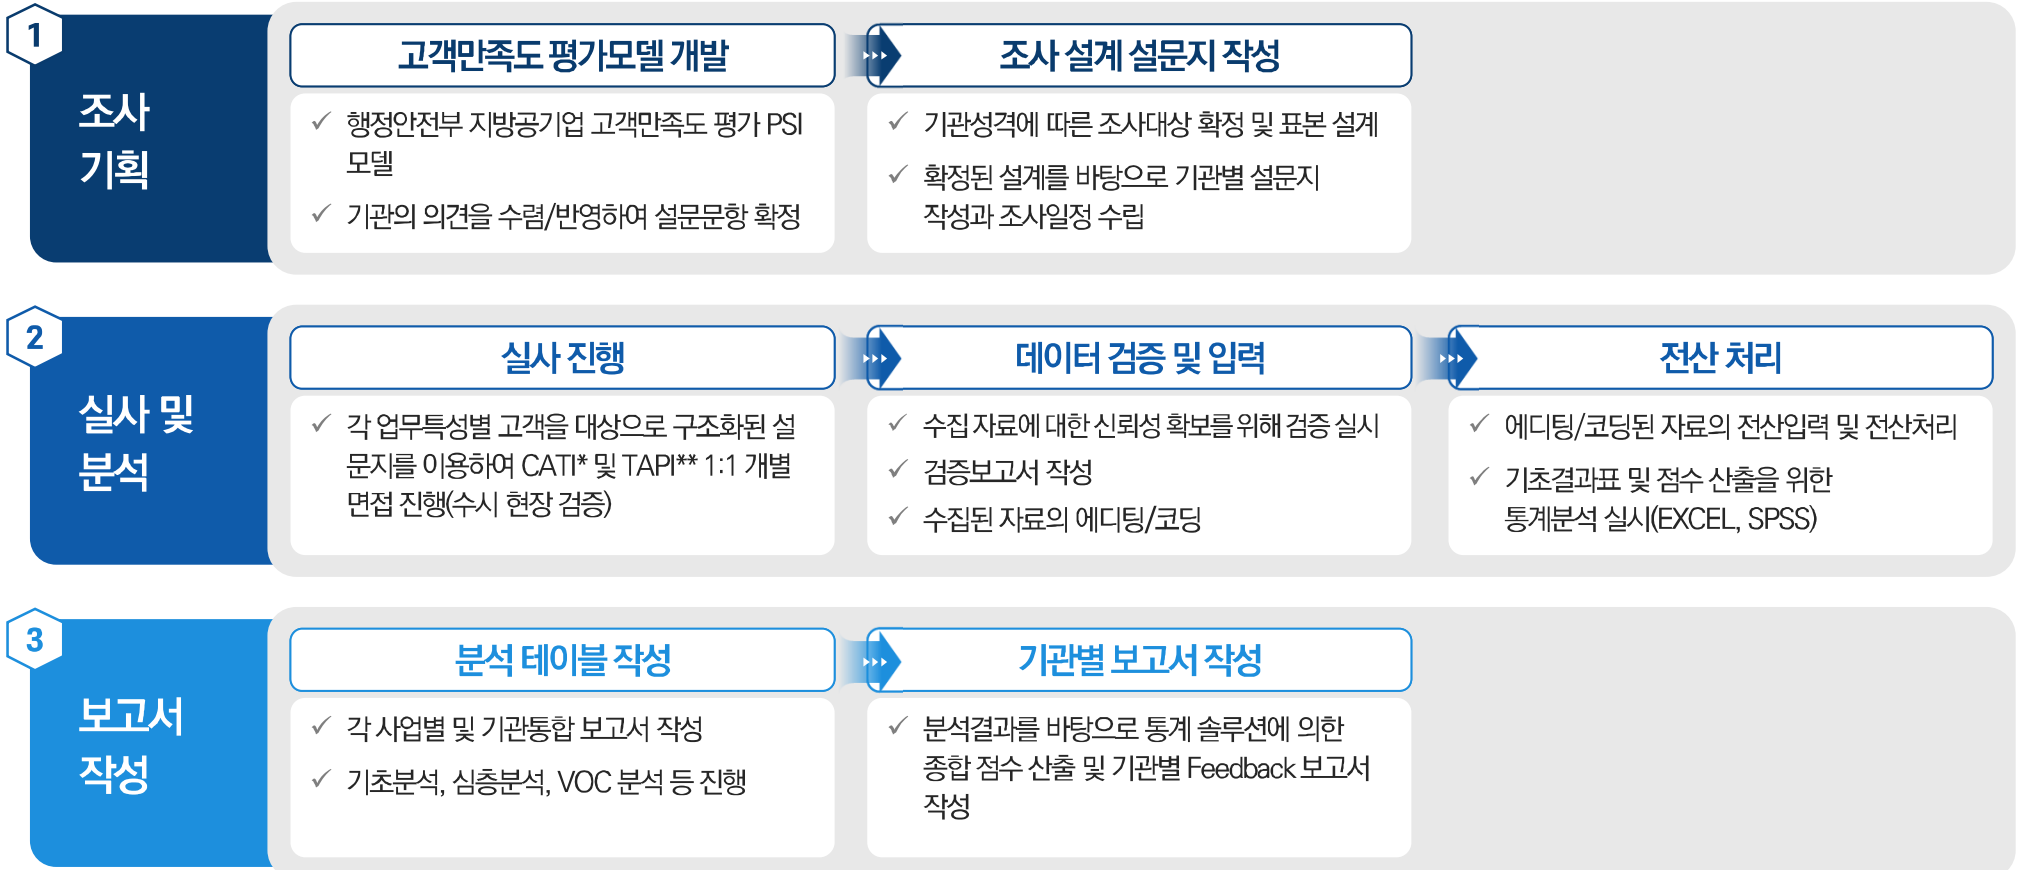 1
조사
기획
고객만족도 평가모델 개발
✓ 행정안전부 지방공기업 고객만족도 평가 PSI
모델
✓ 기관의 의견을 수렴/반영하여 설문문항 확정
조사 설계 설문지 작성
✓ 기관성격에 따른 조사대상 확정 및 표본 설계
✓ 확정된 설계를 바탕으로 기관별 설문지
작성과 조사일정 수립
2
실사 및
분석
실사 진행
✓ 각 업무특성별 고객을 대상으로 구조화된 설
문지를 이용하여 CATI* 및 TAPI** 1:1 개별
면접 진행(수시 현장 검증)
데이터 검증 및 입력
✓ 수집 자료에 대한 신뢰성 확보를 위해 검증 실시
✓ 검증보고서 작성
✓ 수집된 자료의 에디팅/코딩
전산 처리
✓ 에디팅/코딩된 자료의 전산입력 및 전산처리
✓ 기초결과표 및 점수 산출을 위한
통계분석 실시(EXCEL, SPSS)
3
보고서
작성
분석 테이블 작성
✓ 각 사업별 및 기관통합 보고서 작성
✓ 기초분석, 심층분석, VOC 분석 등 진행
기관별 보고서 작성
✓ 분석결과를 바탕으로 통계 솔루션에 의한
종합 점수 산출 및 기관별 Feedback 보고서
작성